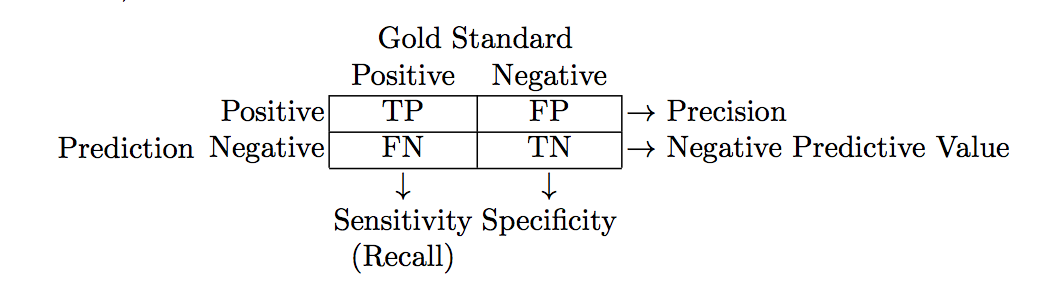 Gold Standard
Positive Negative
Positive TP FP → Precision
Prediction Negative FN TN → Negative Predictive Value
↓ ↓
Sensitivity Specificity
(Recall)